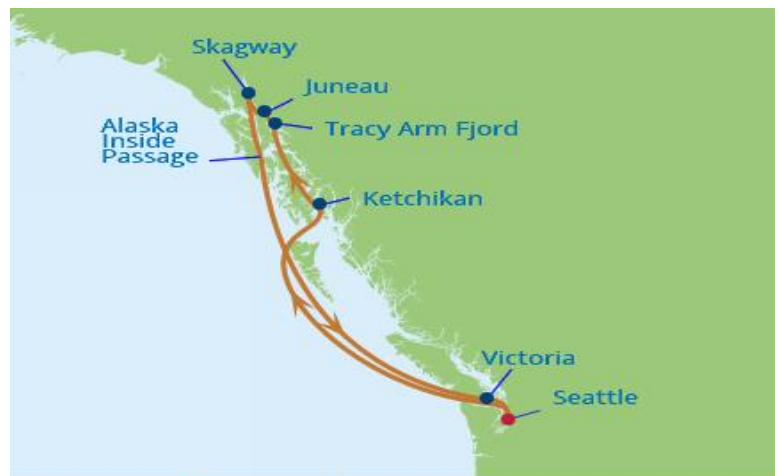 Skagway
Juneau
Tracy Arm Fjord
Alaska
Inside
Passage
Ketchikan
Victoria
Seattle